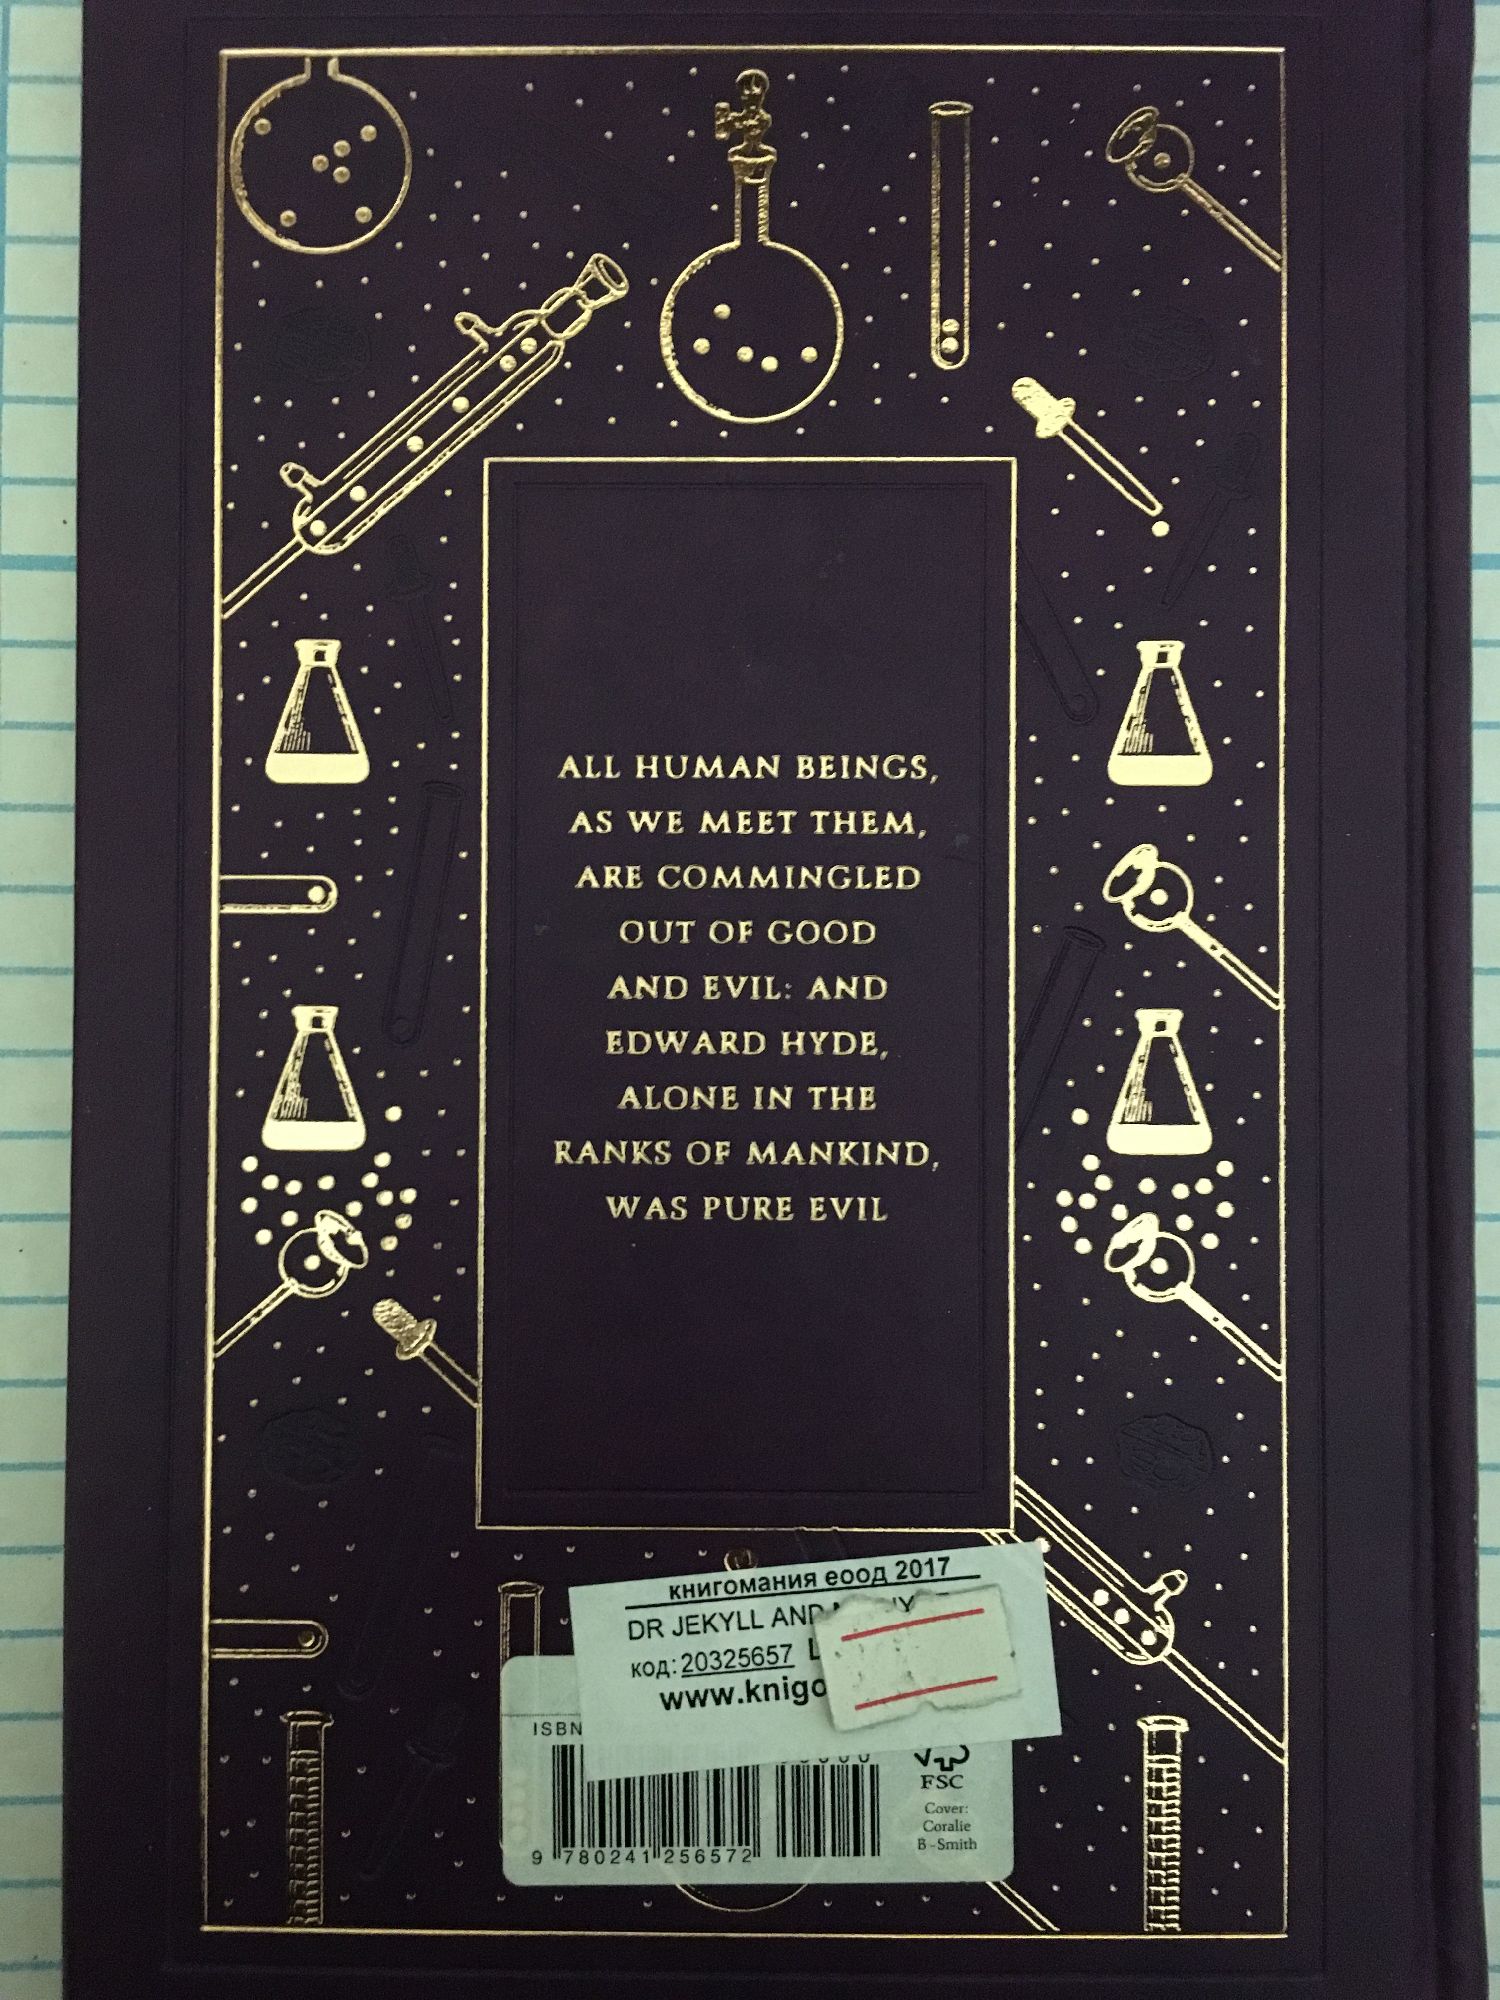 ALL HUMAN BEINGS,
AS WE MEET THEM,
ARE COMMINGLED
OUT OF GOOD
AND EVIL: AND
EDWARD HYDE,
ALONE IN THE
RANKS OF MANKIND,
WAS PURE EVIL
книгомания еоод 2017
DR JEKYLL AND
код: 20325657
www.knigo
ISBN
FSC
Cover:
Coralie
B-Smith
9 780241 256572